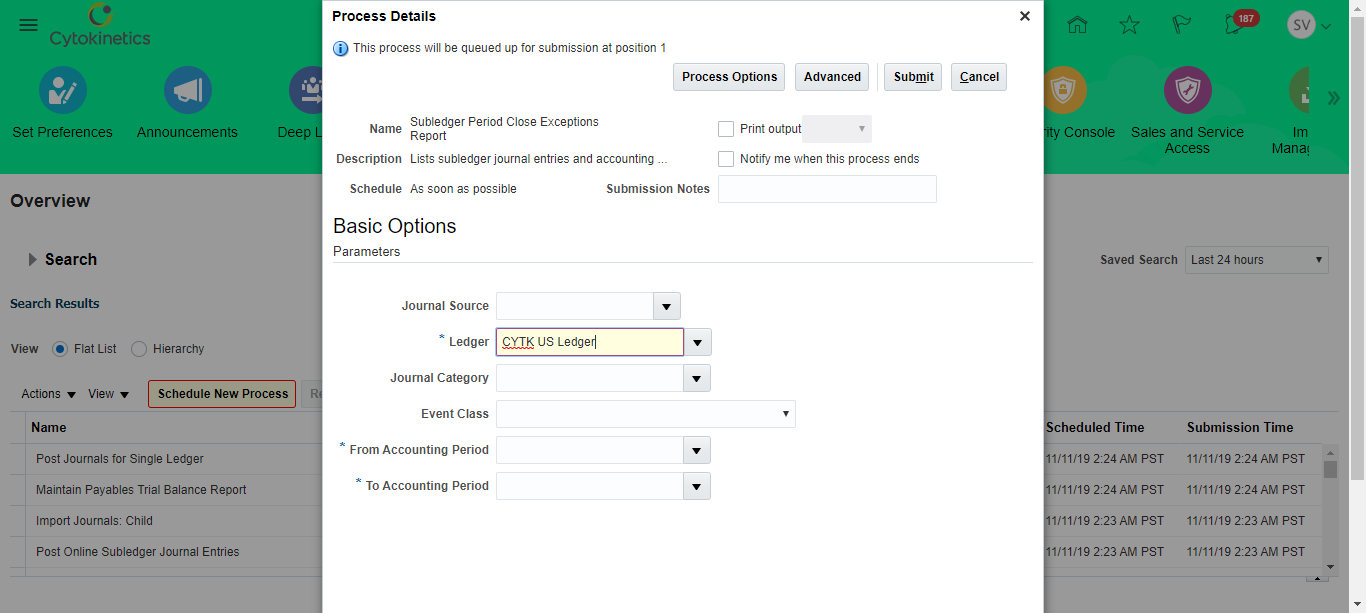 Cytokinetics
187
SV
Set Preferences
Announcements
Deep L
rity Console
Sales and Service
Access
Im
Manag
Overview
Search
Saved Search
Last 24 hours
Search Results
View
Flat List
Hierarchy
Actions
View
Schedule New Process
Re
Name
Scheduled Time
Submission Time
Post Journals for Single Ledger
11/11/19 2:24 AM PST
11/11/19 2:24 AM PST
Maintain Payables Trial Balance Report
11/11/19 2:24 AM PST
11/11/19 2:24 AM PST
Import Journals: Child
11/11/19 2:23 AM PST
11/11/19 2:23 AM PST
Post Online Subledger Journal Entries
11/11/19 2:23 AM PST
11/11/19 2:23 AM PST
Process Details
This process will be queued up for submission at position 1
Process Options
Advanced
Submit
Cancel
Name
Subledger Period Close Exceptions
Report
Print output
Description
Lists subledger journal entries and accounting ...
Notify me when this process ends
Schedule
As soon as possible
Submission Notes
Basic Options
Parameters
Journal Source
* Ledger
CYTK US Ledger
Journal Category
Event Class
* From Accounting Period
* To Accounting Period